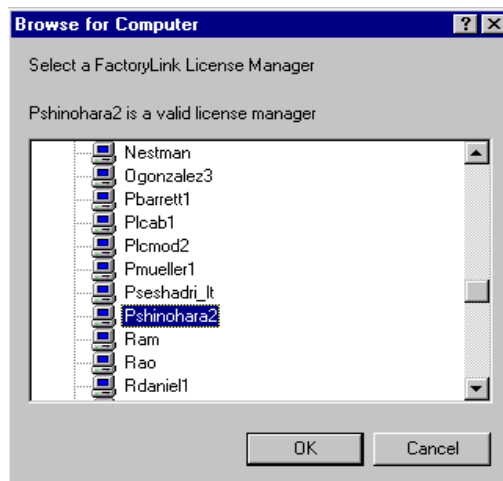 Browse for Computer
Select a FactoryLink License Manager
Pshinohara2 is a valid license manager
Nestman
Ogonzalez3
Pbarrett1
Plcab1
Plcmod2
Pmueller1
Pseshadri_lt
Pshinohara2
Ram
Rao
Rdaniel1
OK Cancel